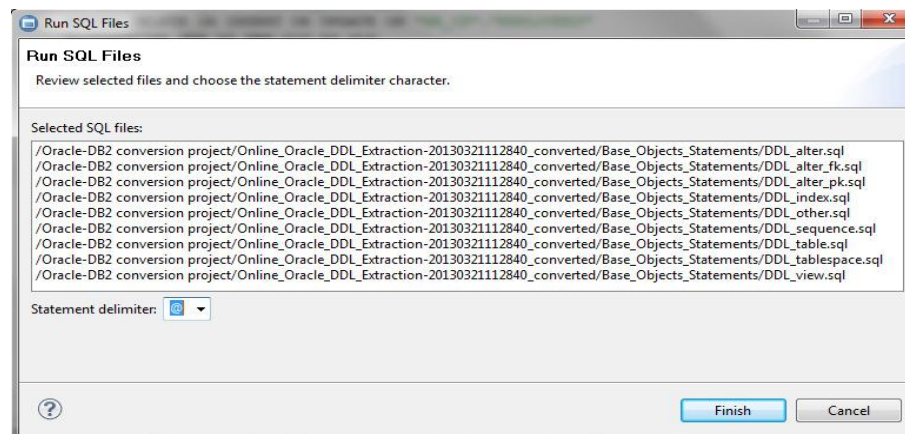 Run SQL Files
Run SQL Files
Review selected files and choose the statement delimiter character.
Selected SQL files:
/Oracle-DB2 conversion project/Online_Oracle_DDL_Extraction-20130321112840_converted/Base_Objects_Statements/DDL_alter.sql
/Oracle-DB2 conversion project/Online_Oracle_DDL_Extraction-20130321112840_converted/Base_Objects_Statements/DDL_alter_fk.sql
/Oracle-DB2 conversion project/Online_Oracle_DDL_Extraction-20130321112840_converted/Base_Objects_Statements/DDL_alter_pk.sql
/Oracle-DB2 conversion project/Online_Oracle_DDL_Extraction-20130321112840_converted/Base_Objects_Statements/DDL_index.sql
/Oracle-DB2 conversion project/Online_Oracle_DDL_Extraction-20130321112840_converted/Base_Objects_Statements/DDL_other.sql
/Oracle-DB2 conversion project/Online_Oracle_DDL_Extraction-20130321112840_converted/Base_Objects_Statements/DDL_sequence.sql
/Oracle-DB2 conversion project/Online_Oracle_DDL_Extraction-20130321112840_converted/Base_Objects_Statements/DDL_table.sql
/Oracle-DB2 conversion project/Online_Oracle_DDL_Extraction-20130321112840_converted/Base_Objects_Statements/DDL_tablespace.sql
/Oracle-DB2 conversion project/Online_Oracle_DDL_Extraction-20130321112840_converted/Base_Objects_Statements/DDL_view.sql
Statement delimiter: @
? Finish Cancel